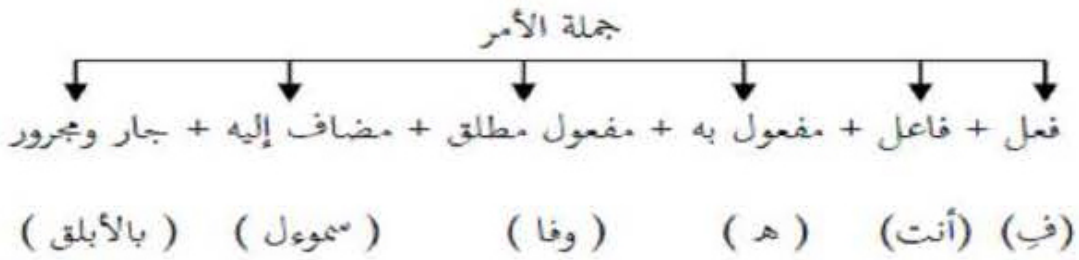 جملة الأمر
فعل + فاعل + مفعول به + مفعول مطلق + مضاف إليه + جار ومجرور
(فِ) (أنت) ( هـ ) ( وفا ) ( سموءل ) ( بالأبلق )